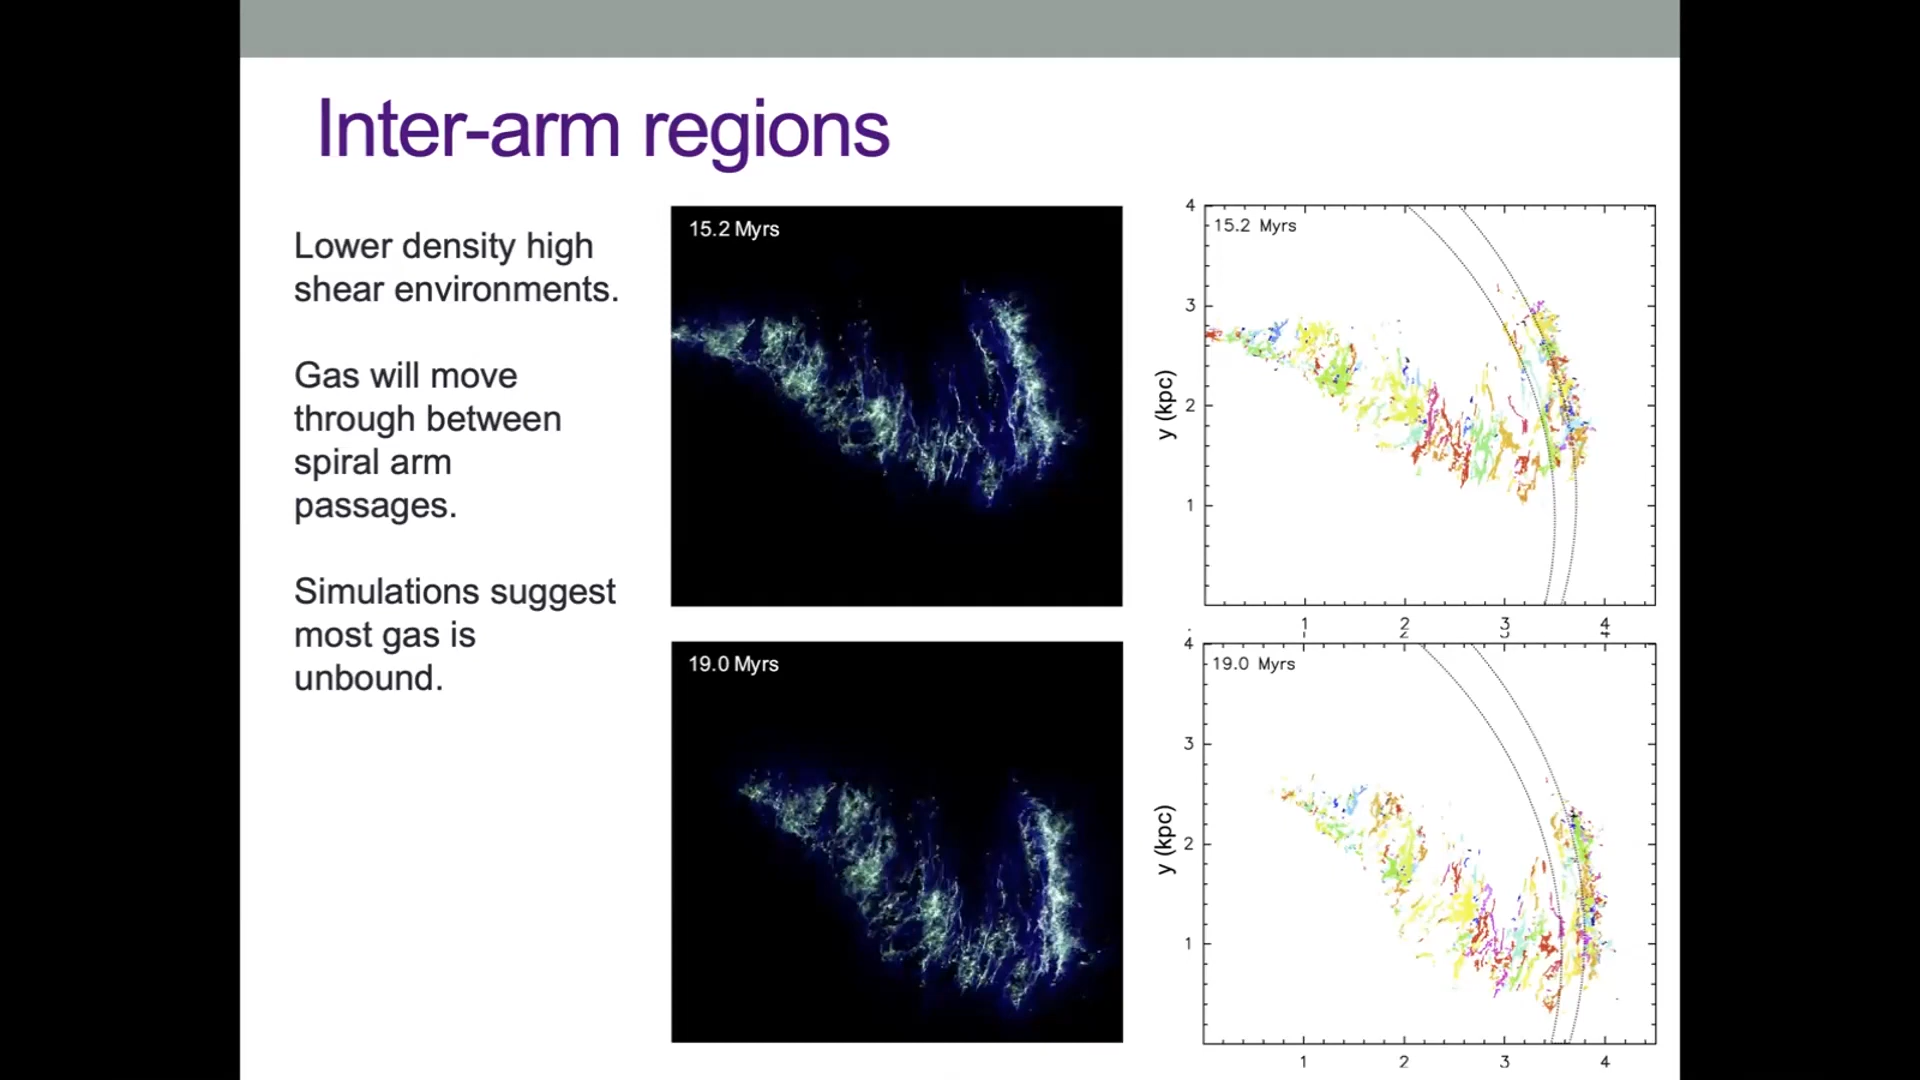 Inter-arm regions
Lower density high
shear environments.
Gas will move
through between
spiral arm
passages.
Simulations suggest
most gas is
unbound.
15.2 Myrs
15.2 Myrs
4
3
2
1
y (kpc)
1 2 3 4
19.0 Myrs
19.0 Myrs
4
3
2
1
y (kpc)
1 2 3 4